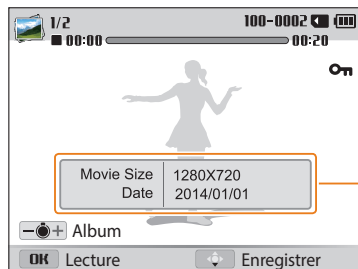 1/2 100-0002
00:00 00:20
Movie Size 1280X720
Date 2014/01/01
Album
OK Lecture Enregistrer